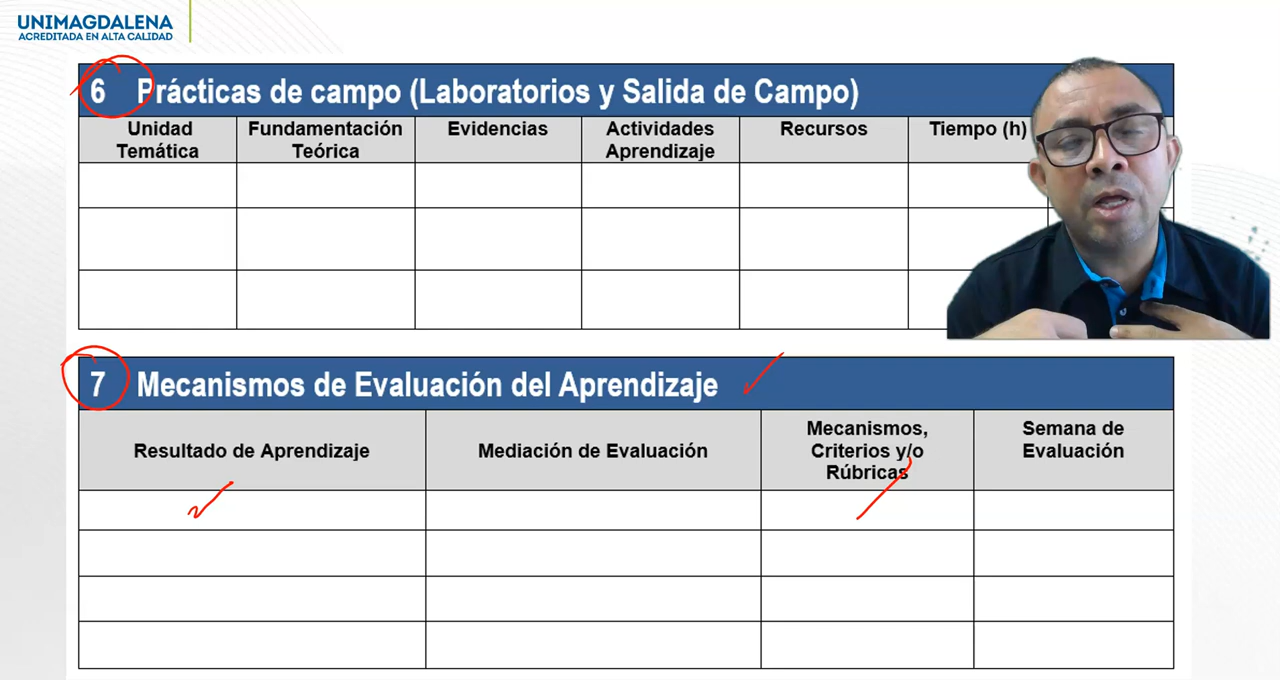 UNIMAGDALENA
ACREDITADA EN ALTA CALIDAD
6 Prácticas de campo (Laboratorios y Salida de Campo)
Unidad Temática
Fundamentación Teórica
Evidencias
Actividades Aprendizaje
Recursos
Tiempo (h)
7 Mecanismos de Evaluación del Aprendizaje
Resultado de Aprendizaje
Mediación de Evaluación
Mecanismos, Criterios y/o Rúbricas
Semana de Evaluación